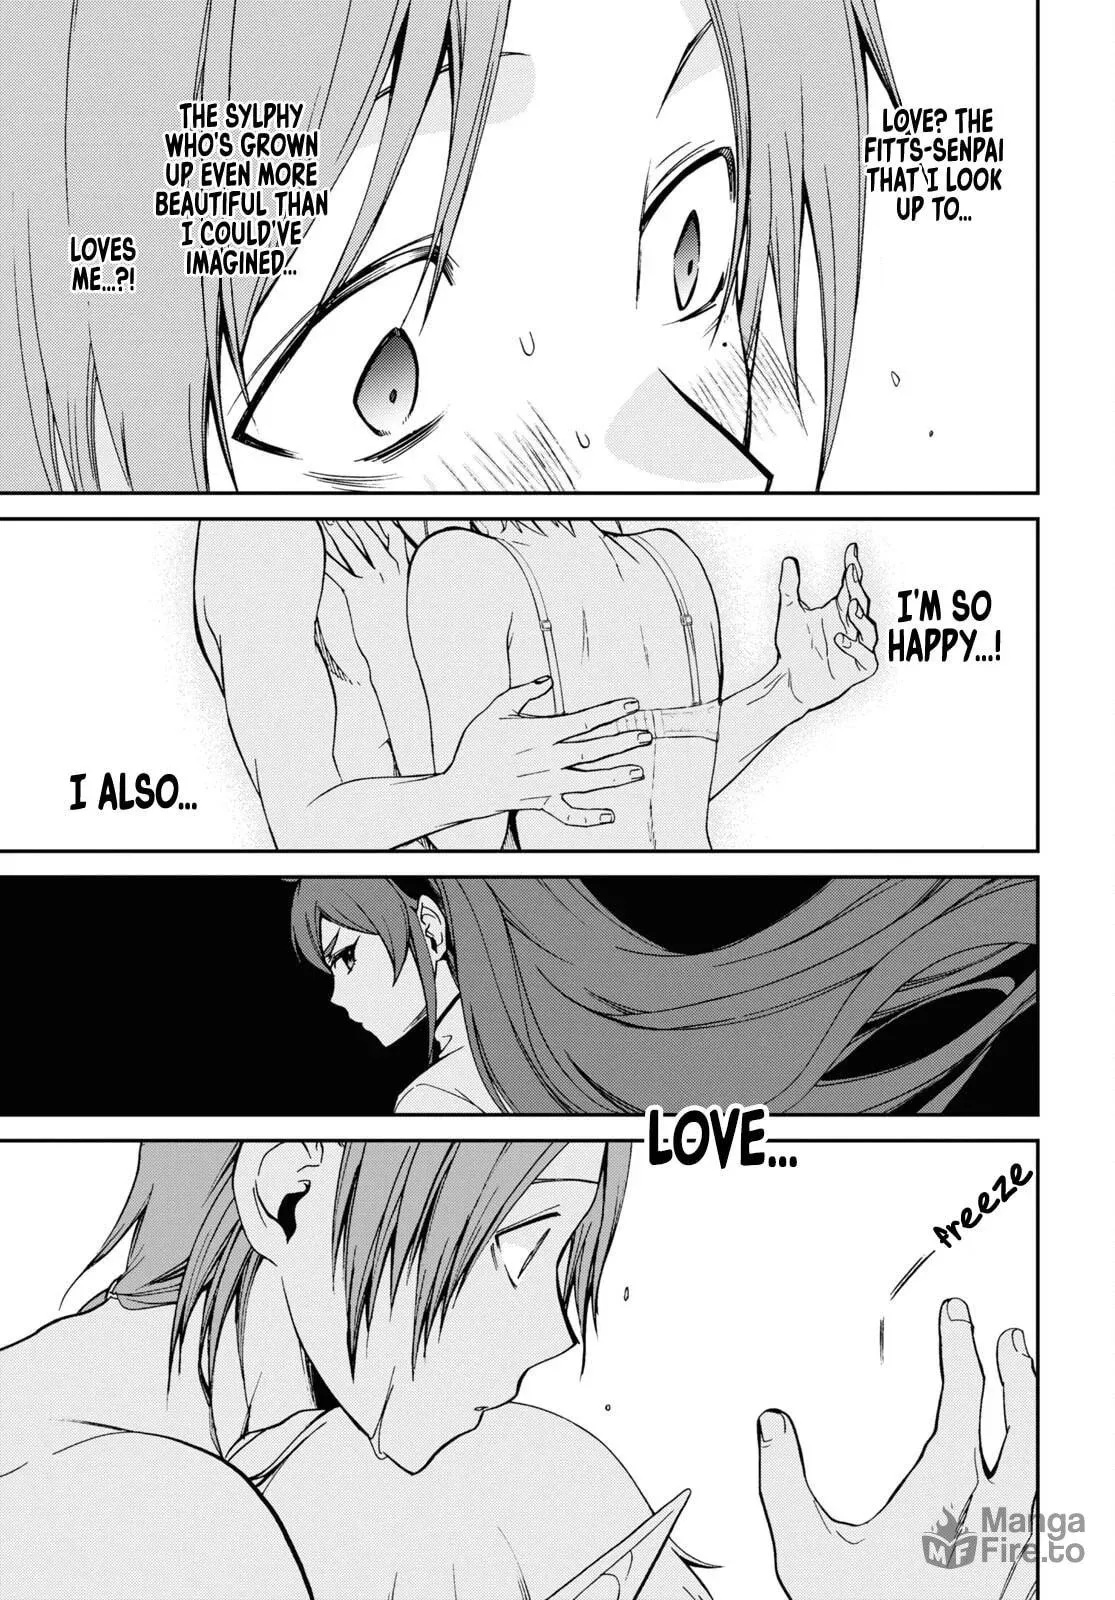 LOVE? THE
FITTS-SENPAI
THAT I LOOK
UP TO...
THE SYLPHY
WHO'S GROWN
UP EVEN MORE
BEAUTIFUL THAN
I COULD'VE
IMAGINED...
LOVES
ME...?!
I'M SO
HAPPY...!
I ALSO...
LOVE...
freeze
MF Manga
Fire.to